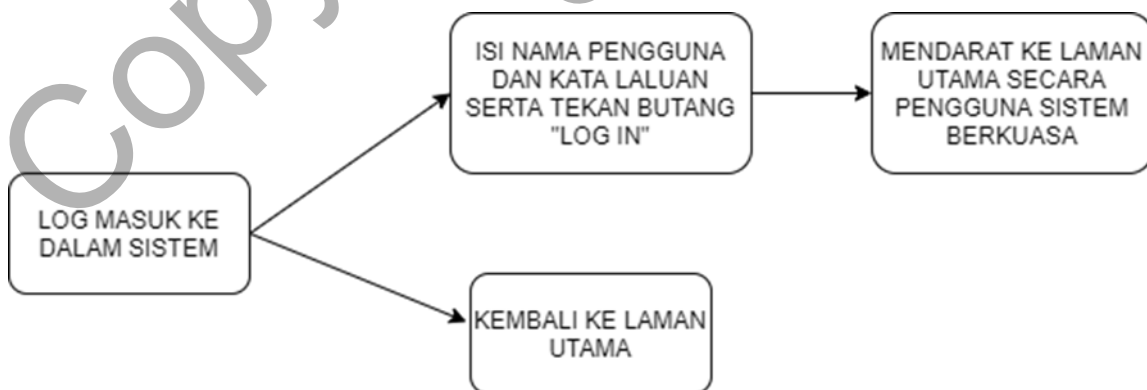 Copy
ISI NAMA PENGGUNA
DAN KATA LALUAN
SERTA TEKAN BUTANG
"LOG IN"
MENDARAT KE LAMAN
UTAMA SECARA
PENGGUNA SISTEM
BERKUASA
LOG MASUK KE
DALAM SISTEM
KEMBALI KE LAMAN
UTAMA